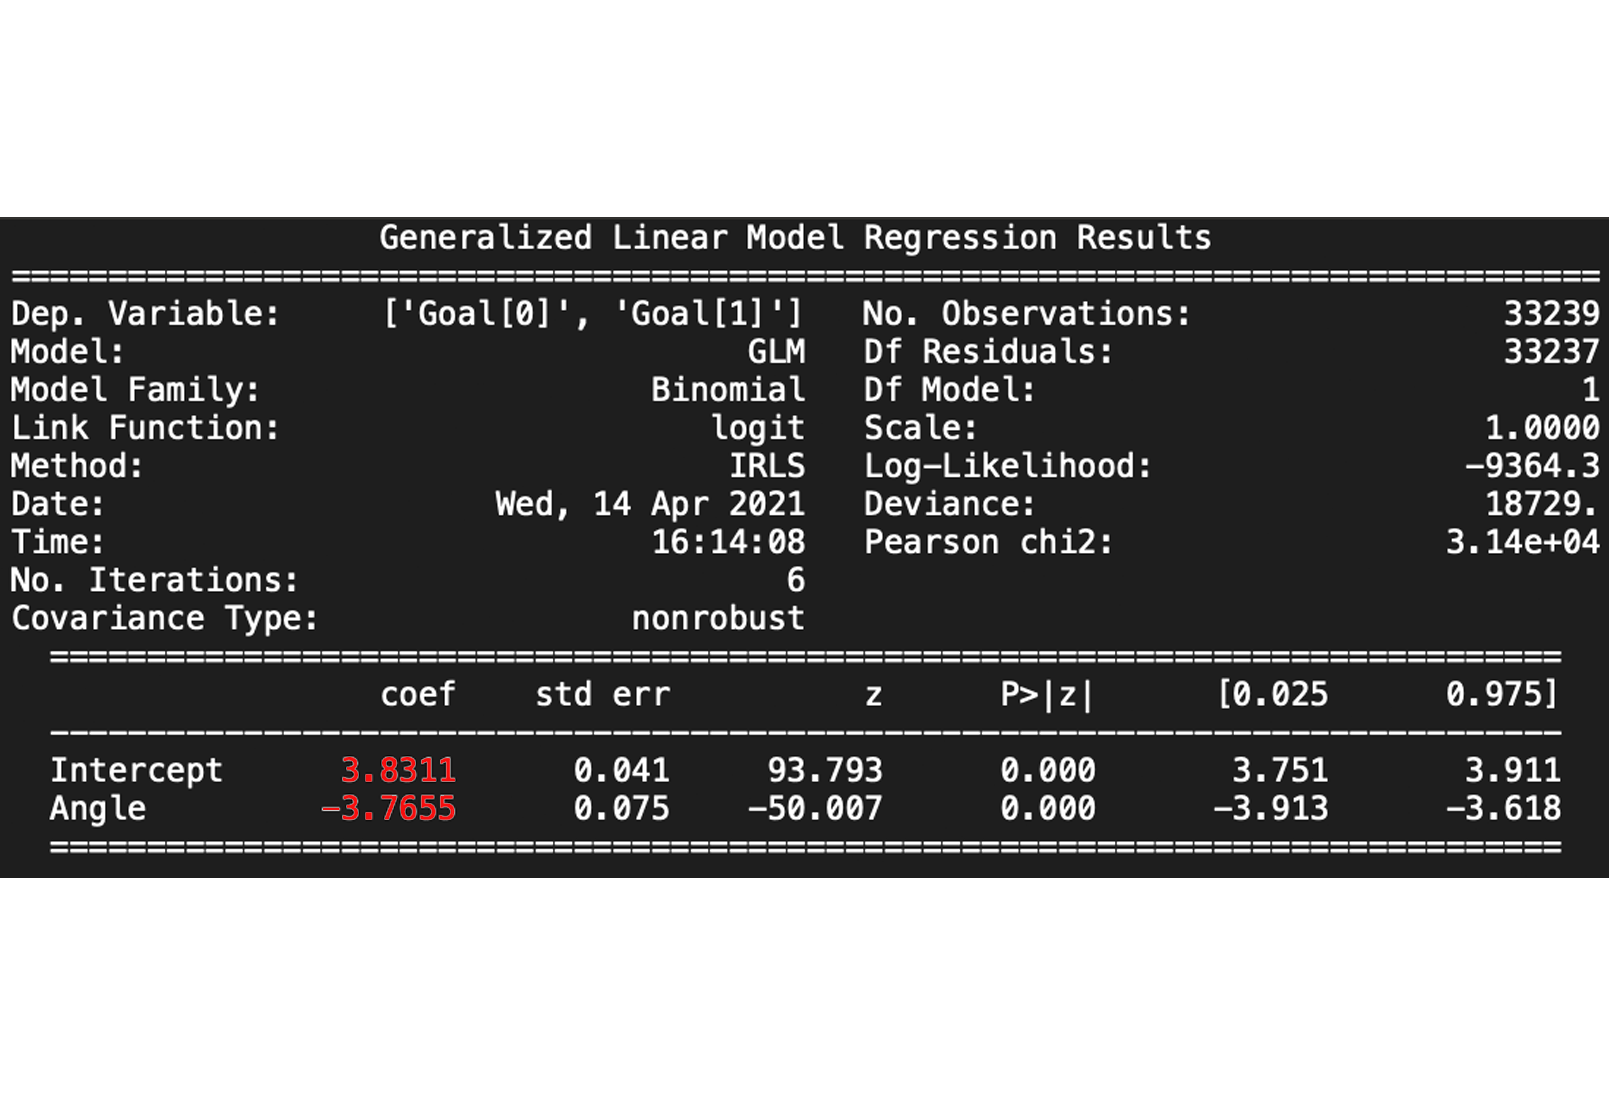 Generalized Linear Model Regression Results
==================================================================================
Dep. Variable: ['Goal[0]', 'Goal[1]'] No. Observations: 33239
Model: GLM Df Residuals: 33237
Model Family: Binomial Df Model: 1
Link Function: logit Scale: 1.0000
Method: IRLS Log-Likelihood: -9364.3
Date: Wed, 14 Apr 2021 Deviance: 18729.
Time: 16:14:08 Pearson chi2: 3.14e+04
No. Iterations: 6
Covariance Type: nonrobust
==============================================================================
coef std err z P>|z| [0.025 0.975]
------------------------------------------------------------------------------
Intercept 3.8311 0.041 93.793 0.000 3.751 3.911
Angle -3.7655 0.075 -50.007 0.000 -3.913 -3.618
==============================================================================